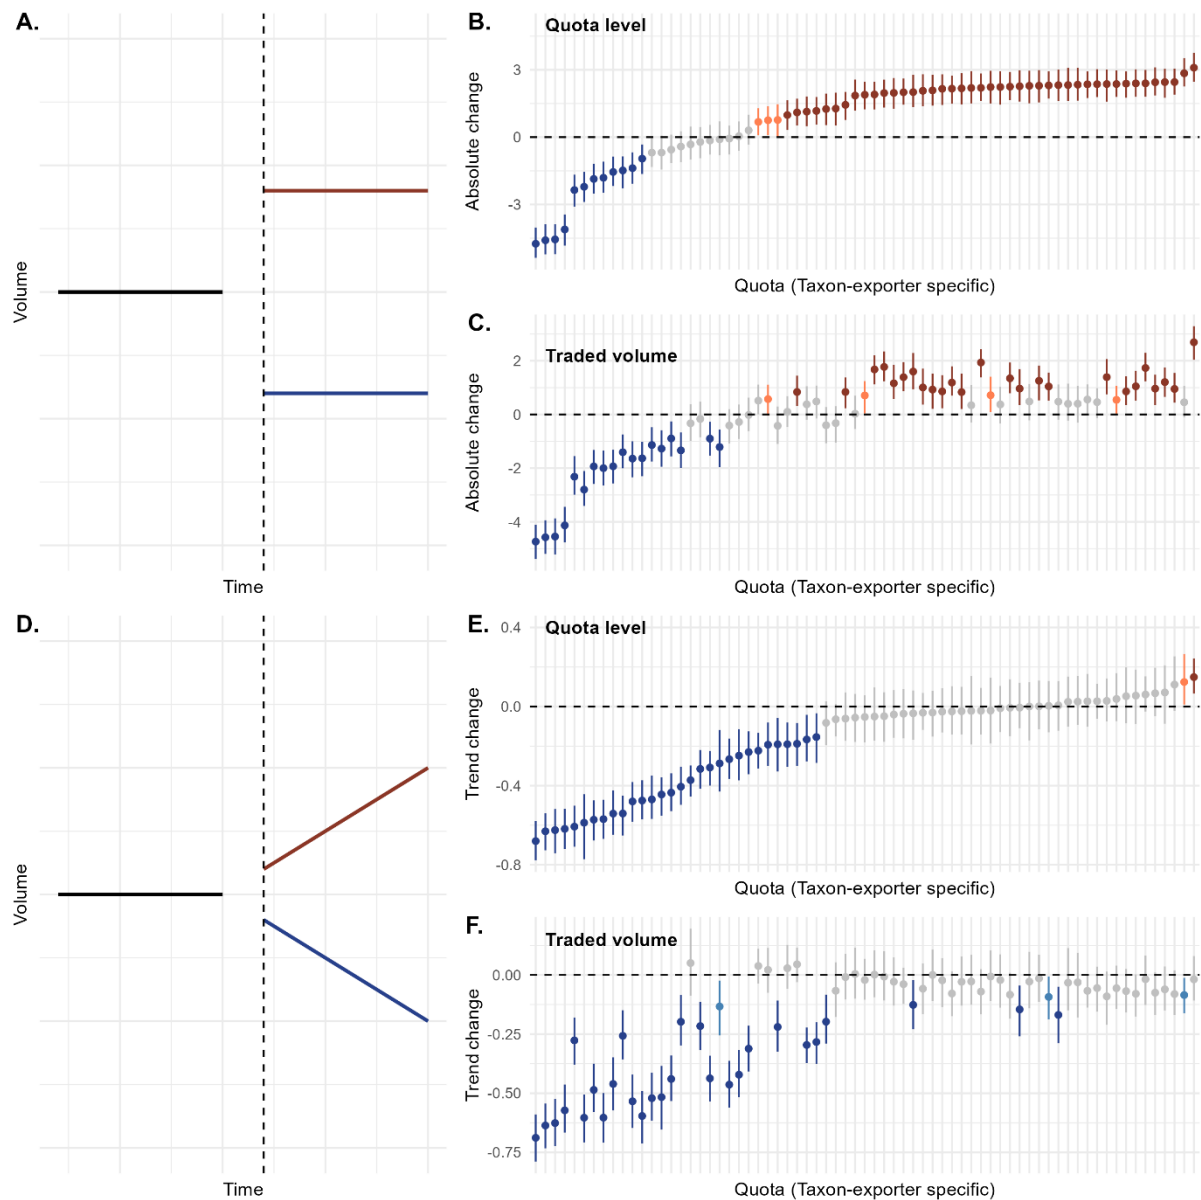 A.
Volume
Time
B.
Quota level
Absolute change
3
0
-3
Quota (Taxon-exporter specific)
C.
Traded volume
Absolute change
2
0
-2
-4
Quota (Taxon-exporter specific)
D.
Volume
Time
E.
Quota level
Trend change
0.4
0.0
-0.4
-0.8
Quota (Taxon-exporter specific)
F.
Traded volume
Trend change
0.00
-0.25
-0.50
-0.75
Quota (Taxon-exporter specific)